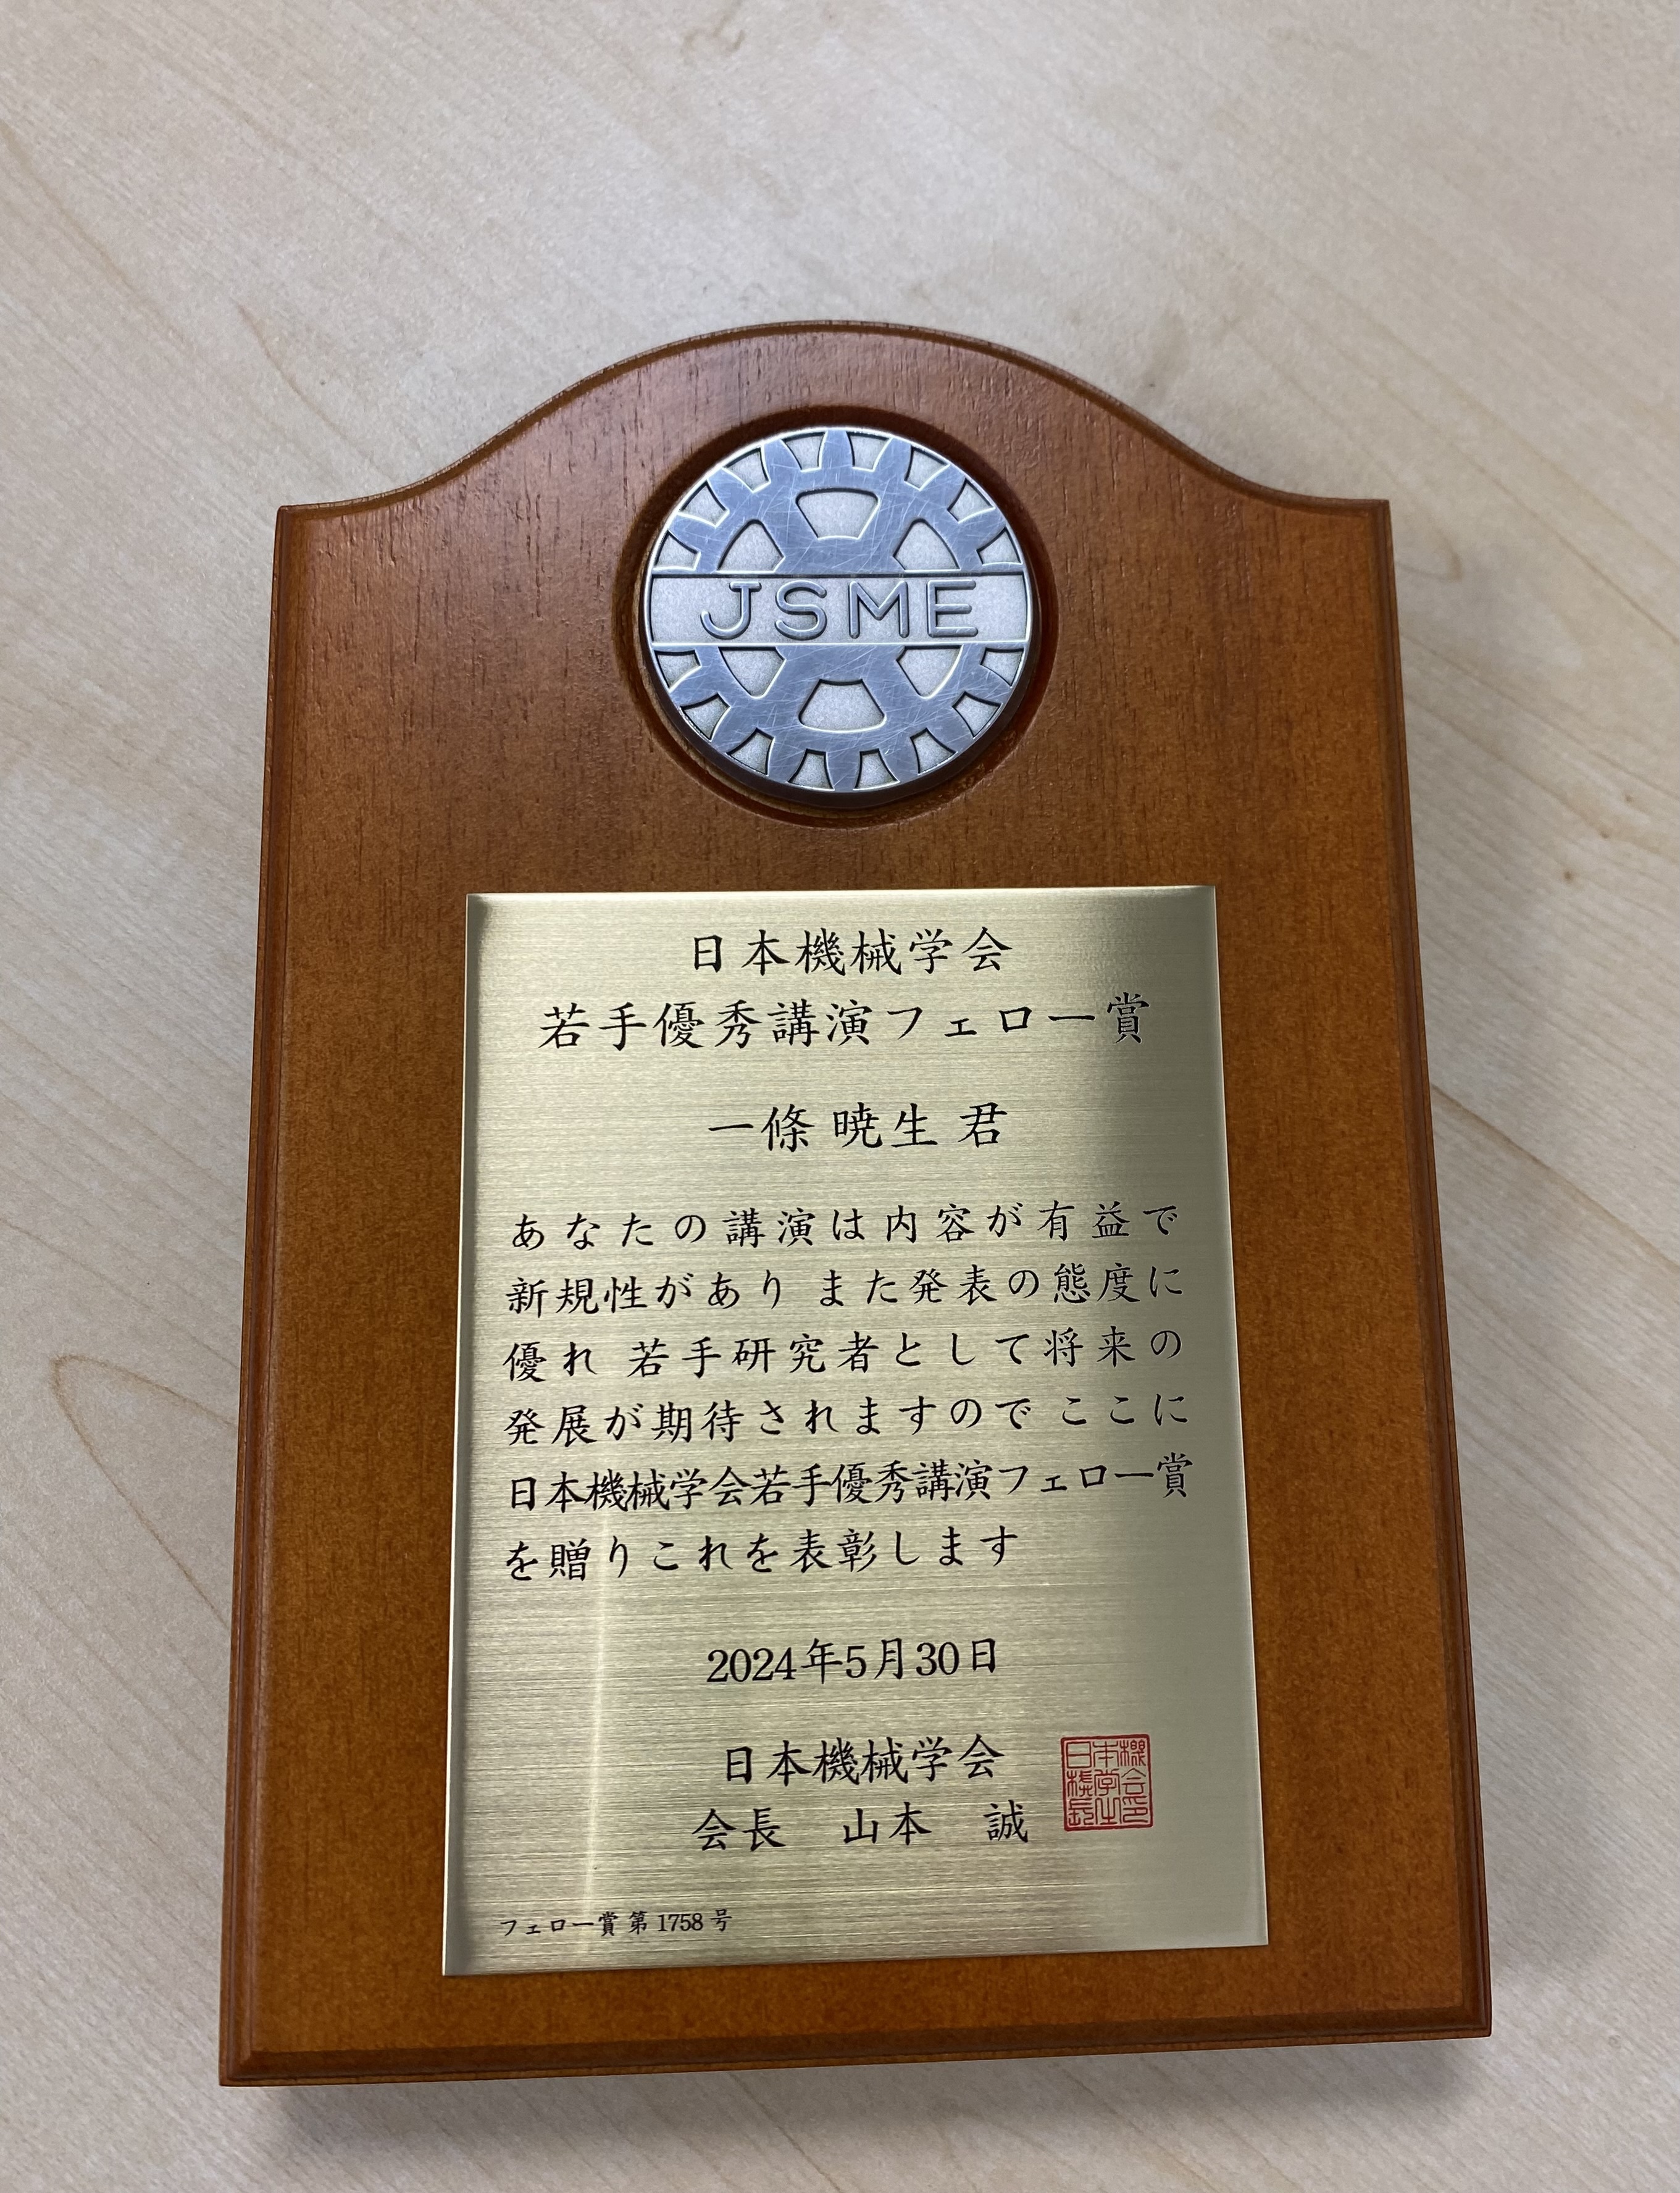 JSME
日本機械学会
若手優秀講演フェロー賞
一條 暁生 君
あなたの講演は内容が有益で
新規性があり また発表の態度に
優れ 若手研究者として将来の
発展が期待されますので ここに
日本機械学会若手優秀講演フェロー賞
を贈りこれを表彰します
2024年5月30日
日本機械学会
会長 山本 誠
フェロー賞 第 1758 号